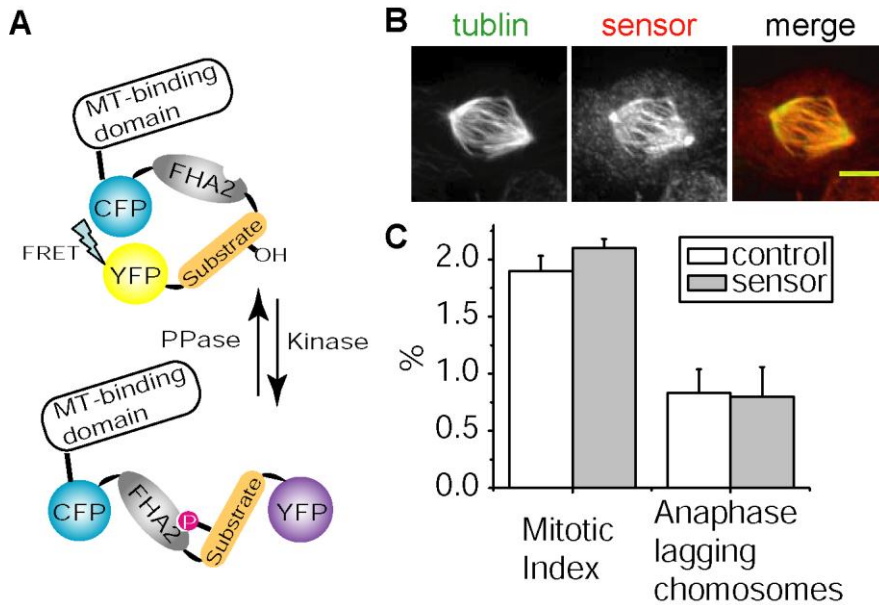 A
MT-binding
domain
CFP
FHA2
FRET
YFP
Substrate
OH
PPase
Kinase
MT-binding
domain
CFP
FHA2
P
Substrate
YFP
B
tublin
sensor
merge
C
control
sensor
%
2.0
1.5
1.0
0.5
0.0
Mitotic
Index
Anaphase
lagging
chomosomes